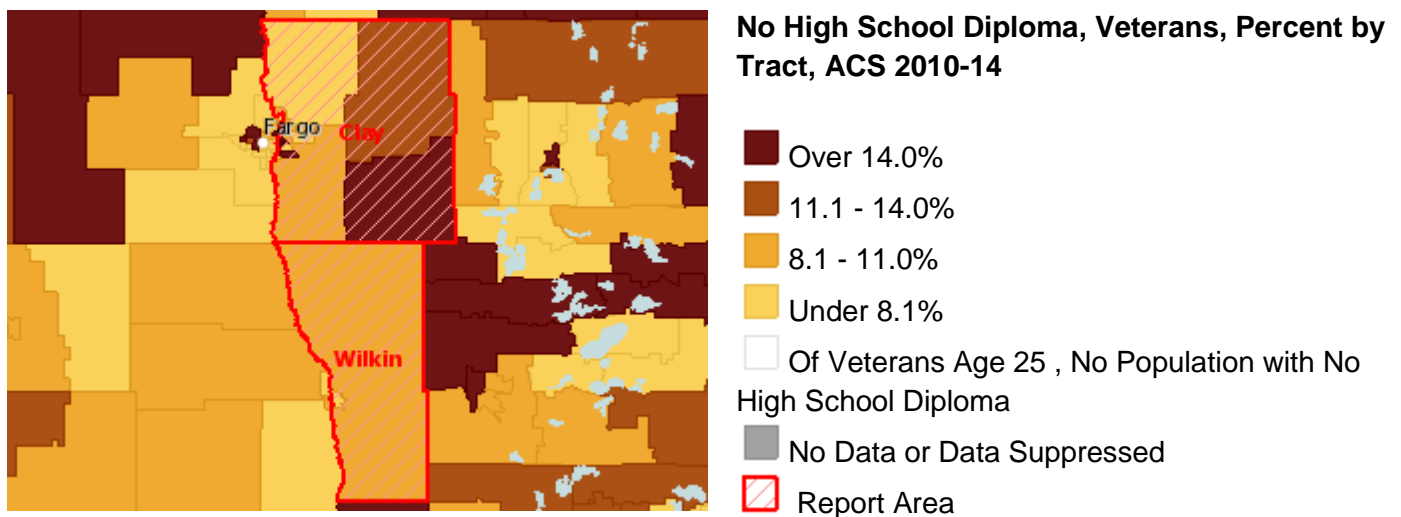 No High School Diploma, Veterans, Percent by
Tract, ACS 2010-14
Fargo
Clay
Wilkin
Over 14.0%
11.1 - 14.0%
8.1 - 11.0%
Under 8.1%
Of Veterans Age 25 , No Population with No
High School Diploma
No Data or Data Suppressed
Report Area